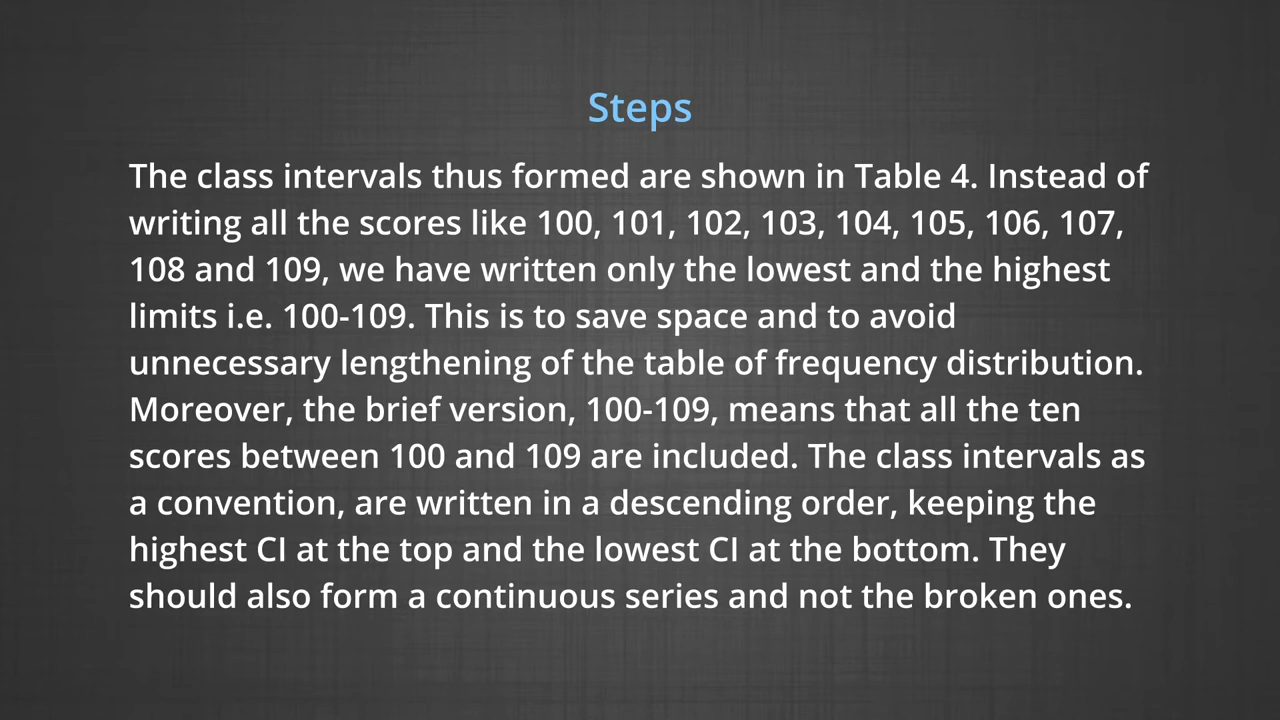 Steps
The class intervals thus formed are shown in Table 4. Instead of
writing all the scores like 100, 101, 102, 103, 104, 105, 106, 107,
108 and 109, we have written only the lowest and the highest
limits i.e. 100-109. This is to save space and to avoid
unnecessary lengthening of the table of frequency distribution.
Moreover, the brief version, 100-109, means that all the ten
scores between 100 and 109 are included. The class intervals as
a convention, are written in a descending order, keeping the
highest CI at the top and the lowest CI at the bottom. They
should also form a continuous series and not the broken ones.